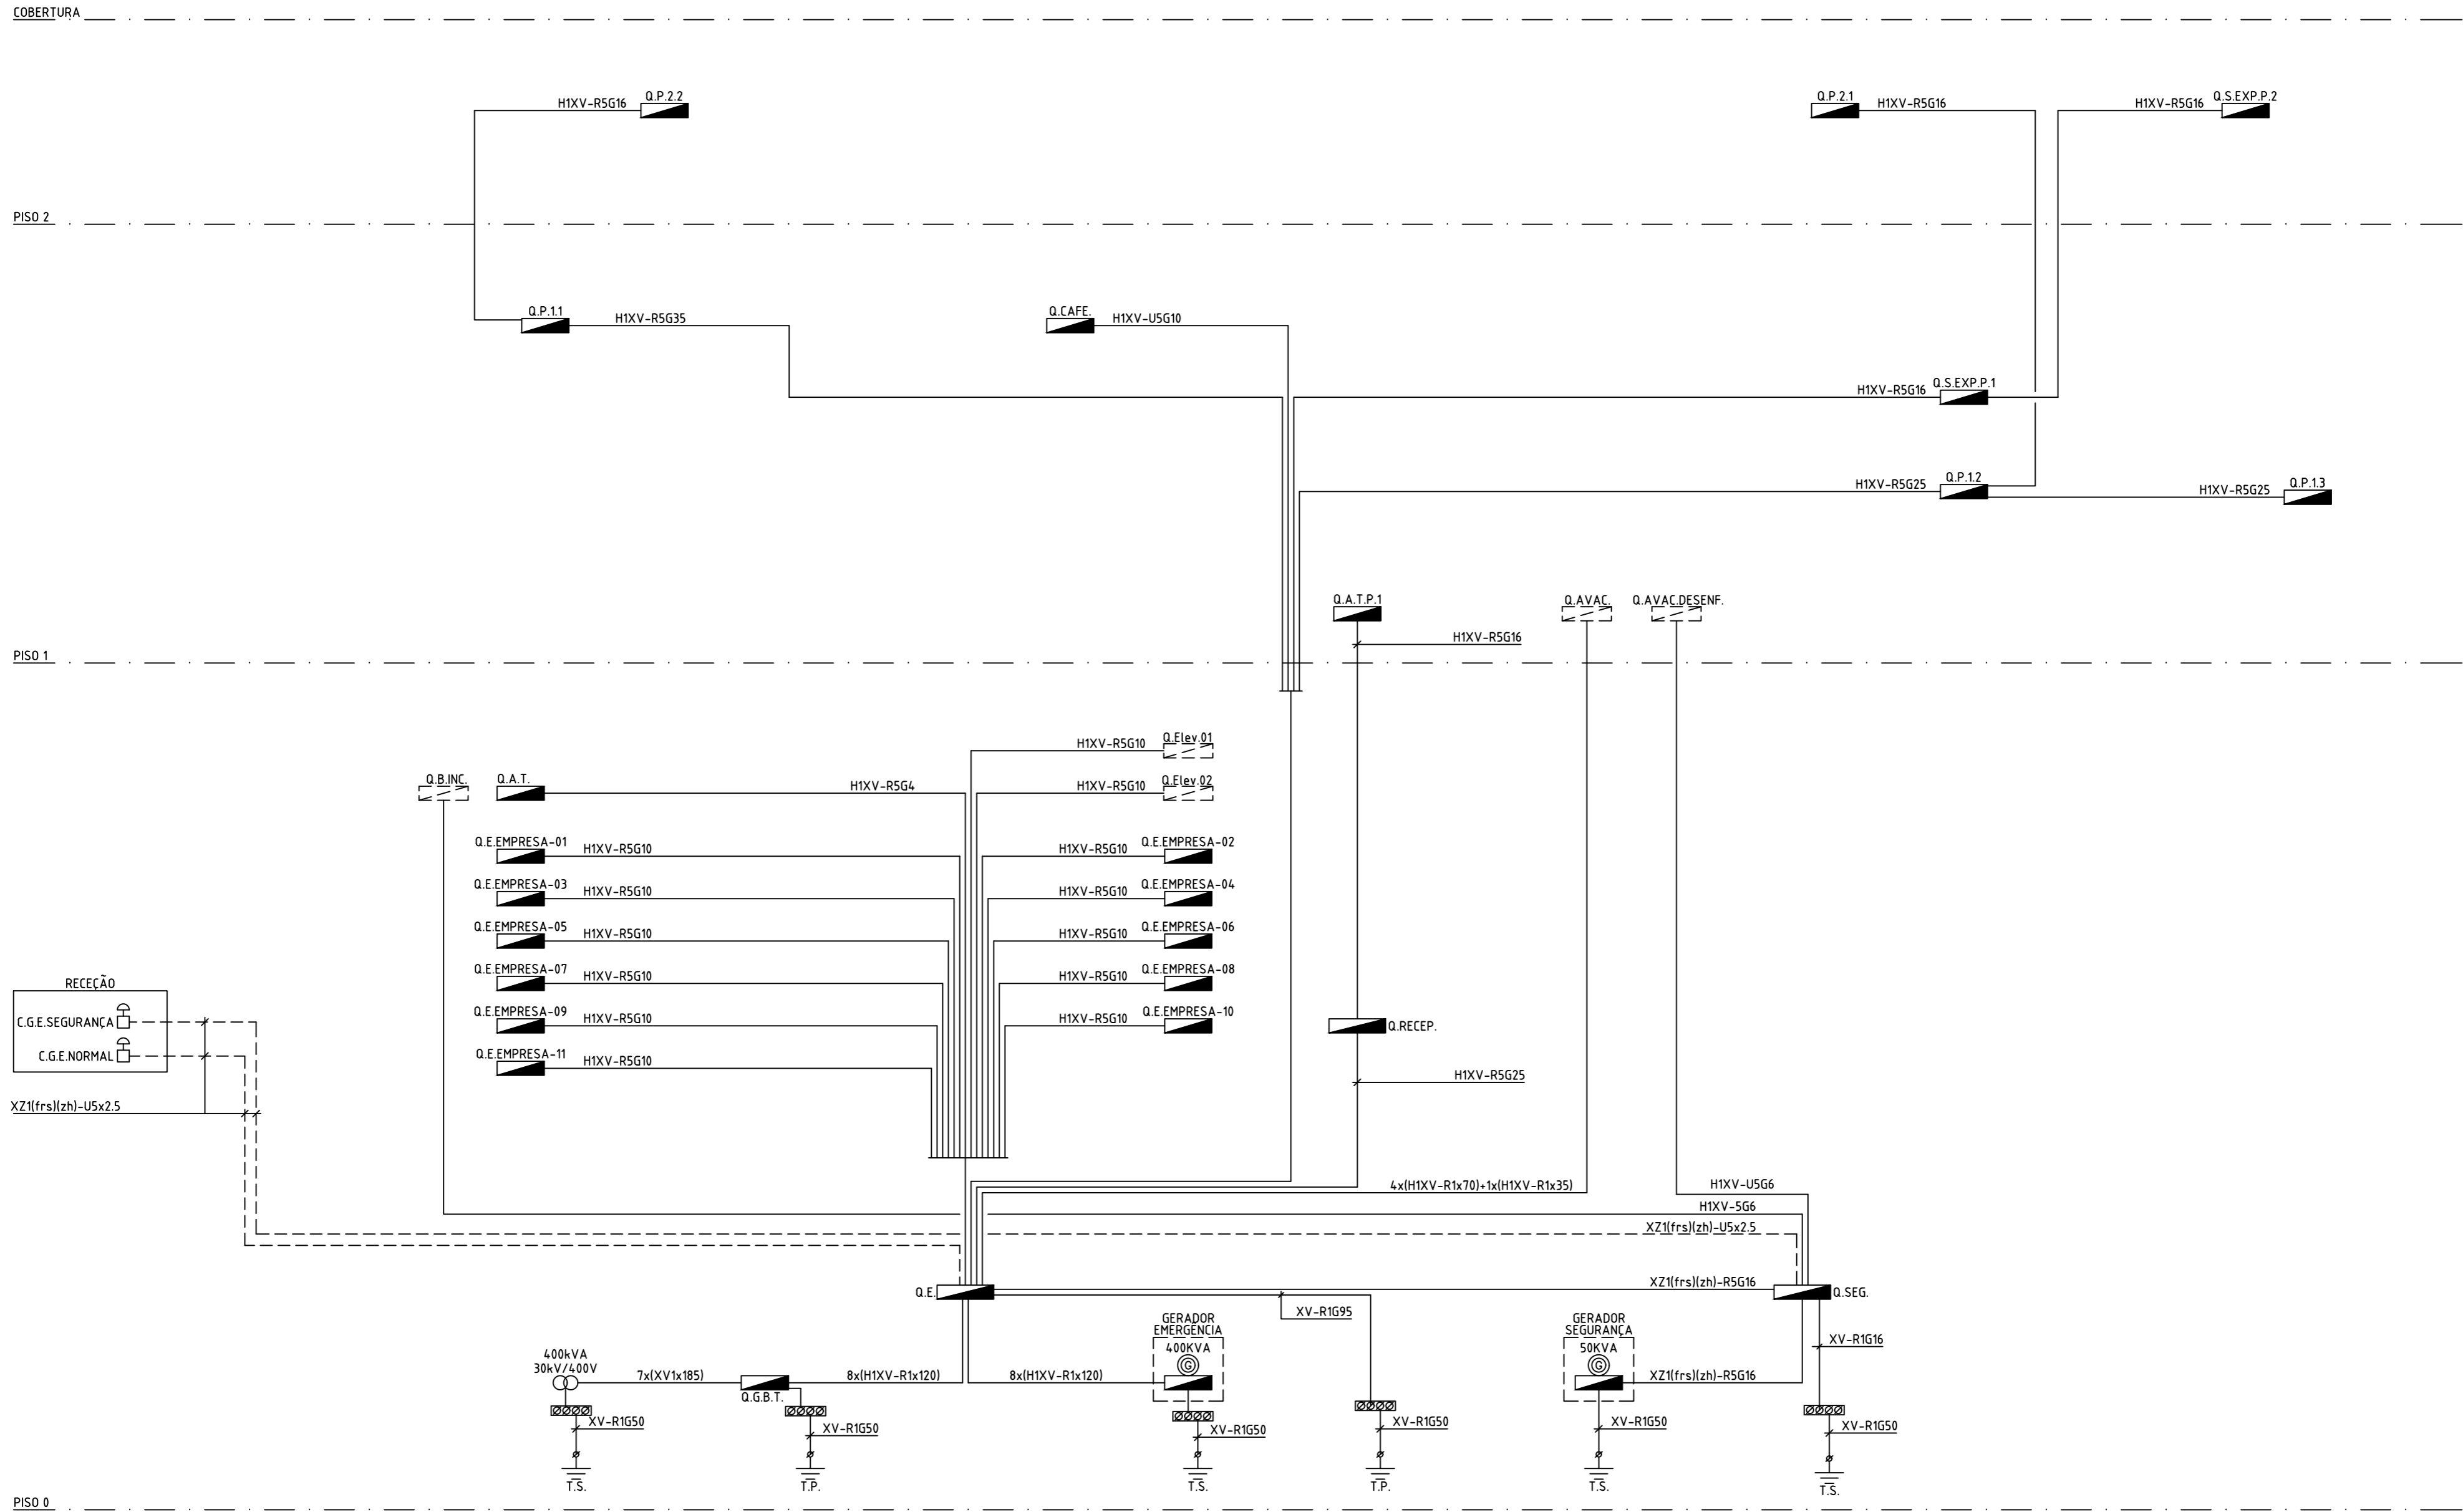 COBERTURA
Q.P.2.2
H1XV-R5G16
Q.P.2.1
H1XV-R5G16
H1XV-R5G16
Q.S.EXP.P.2
PISO 2
Q.P.1.1
H1XV-R5G35
Q.CAFE.
H1XV-U5G10
H1XV-R5G16
Q.S.EXP.P.1
H1XV-R5G25
Q.P.1.2
H1XV-R5G25
Q.P.1.3
Q.A.T.P.1
Q.AVAC.
Q.AVAC.DESENF.
H1XV-R5G16
PISO 1
H1XV-R5G10
Q.Elev.01
Q.B.INC.
Q.A.T.
H1XV-R5G4
H1XV-R5G10
Q.Elev.02
Q.E.EMPRESA-01
H1XV-R5G10
H1XV-R5G10
Q.E.EMPRESA-02
Q.E.EMPRESA-03
H1XV-R5G10
H1XV-R5G10
Q.E.EMPRESA-04
Q.E.EMPRESA-05
H1XV-R5G10
H1XV-R5G10
Q.E.EMPRESA-06
Q.E.EMPRESA-07
H1XV-R5G10
H1XV-R5G10
Q.E.EMPRESA-08
Q.E.EMPRESA-09
H1XV-R5G10
H1XV-R5G10
Q.E.EMPRESA-10
Q.E.EMPRESA-11
H1XV-R5G10
RECEÇÃO
C.G.E.SEGURANÇA
C.G.E.NORMAL
XZ1(frs)(zh)-U5x2.5
Q.RECEP.
H1XV-R5G25
4x(H1XV-R1x70)+1x(H1XV-R1x35)
H1XV-U5G6
H1XV-5G6
XZ1(frs)(zh)-U5x2.5
Q.E.
XZ1(frs)(zh)-R5G16
Q.SEG.
XV-R1G95
GERADOR
EMERGÊNCIA
400KVA
GERADOR
SEGURANÇA
50KVA
XV-R1G16
400kVA
30kV/400V
7x(XV1x185)
Q.G.B.T.
8x(H1XV-R1x120)
8x(H1XV-R1x120)
G
G
XZ1(frs)(zh)-R5G16
XV-R1G50
XV-R1G50
XV-R1G50
XV-R1G50
XV-R1G50
XV-R1G50
T.S.
T.P.
T.S.
T.P.
T.S.
T.S.
PISO 0